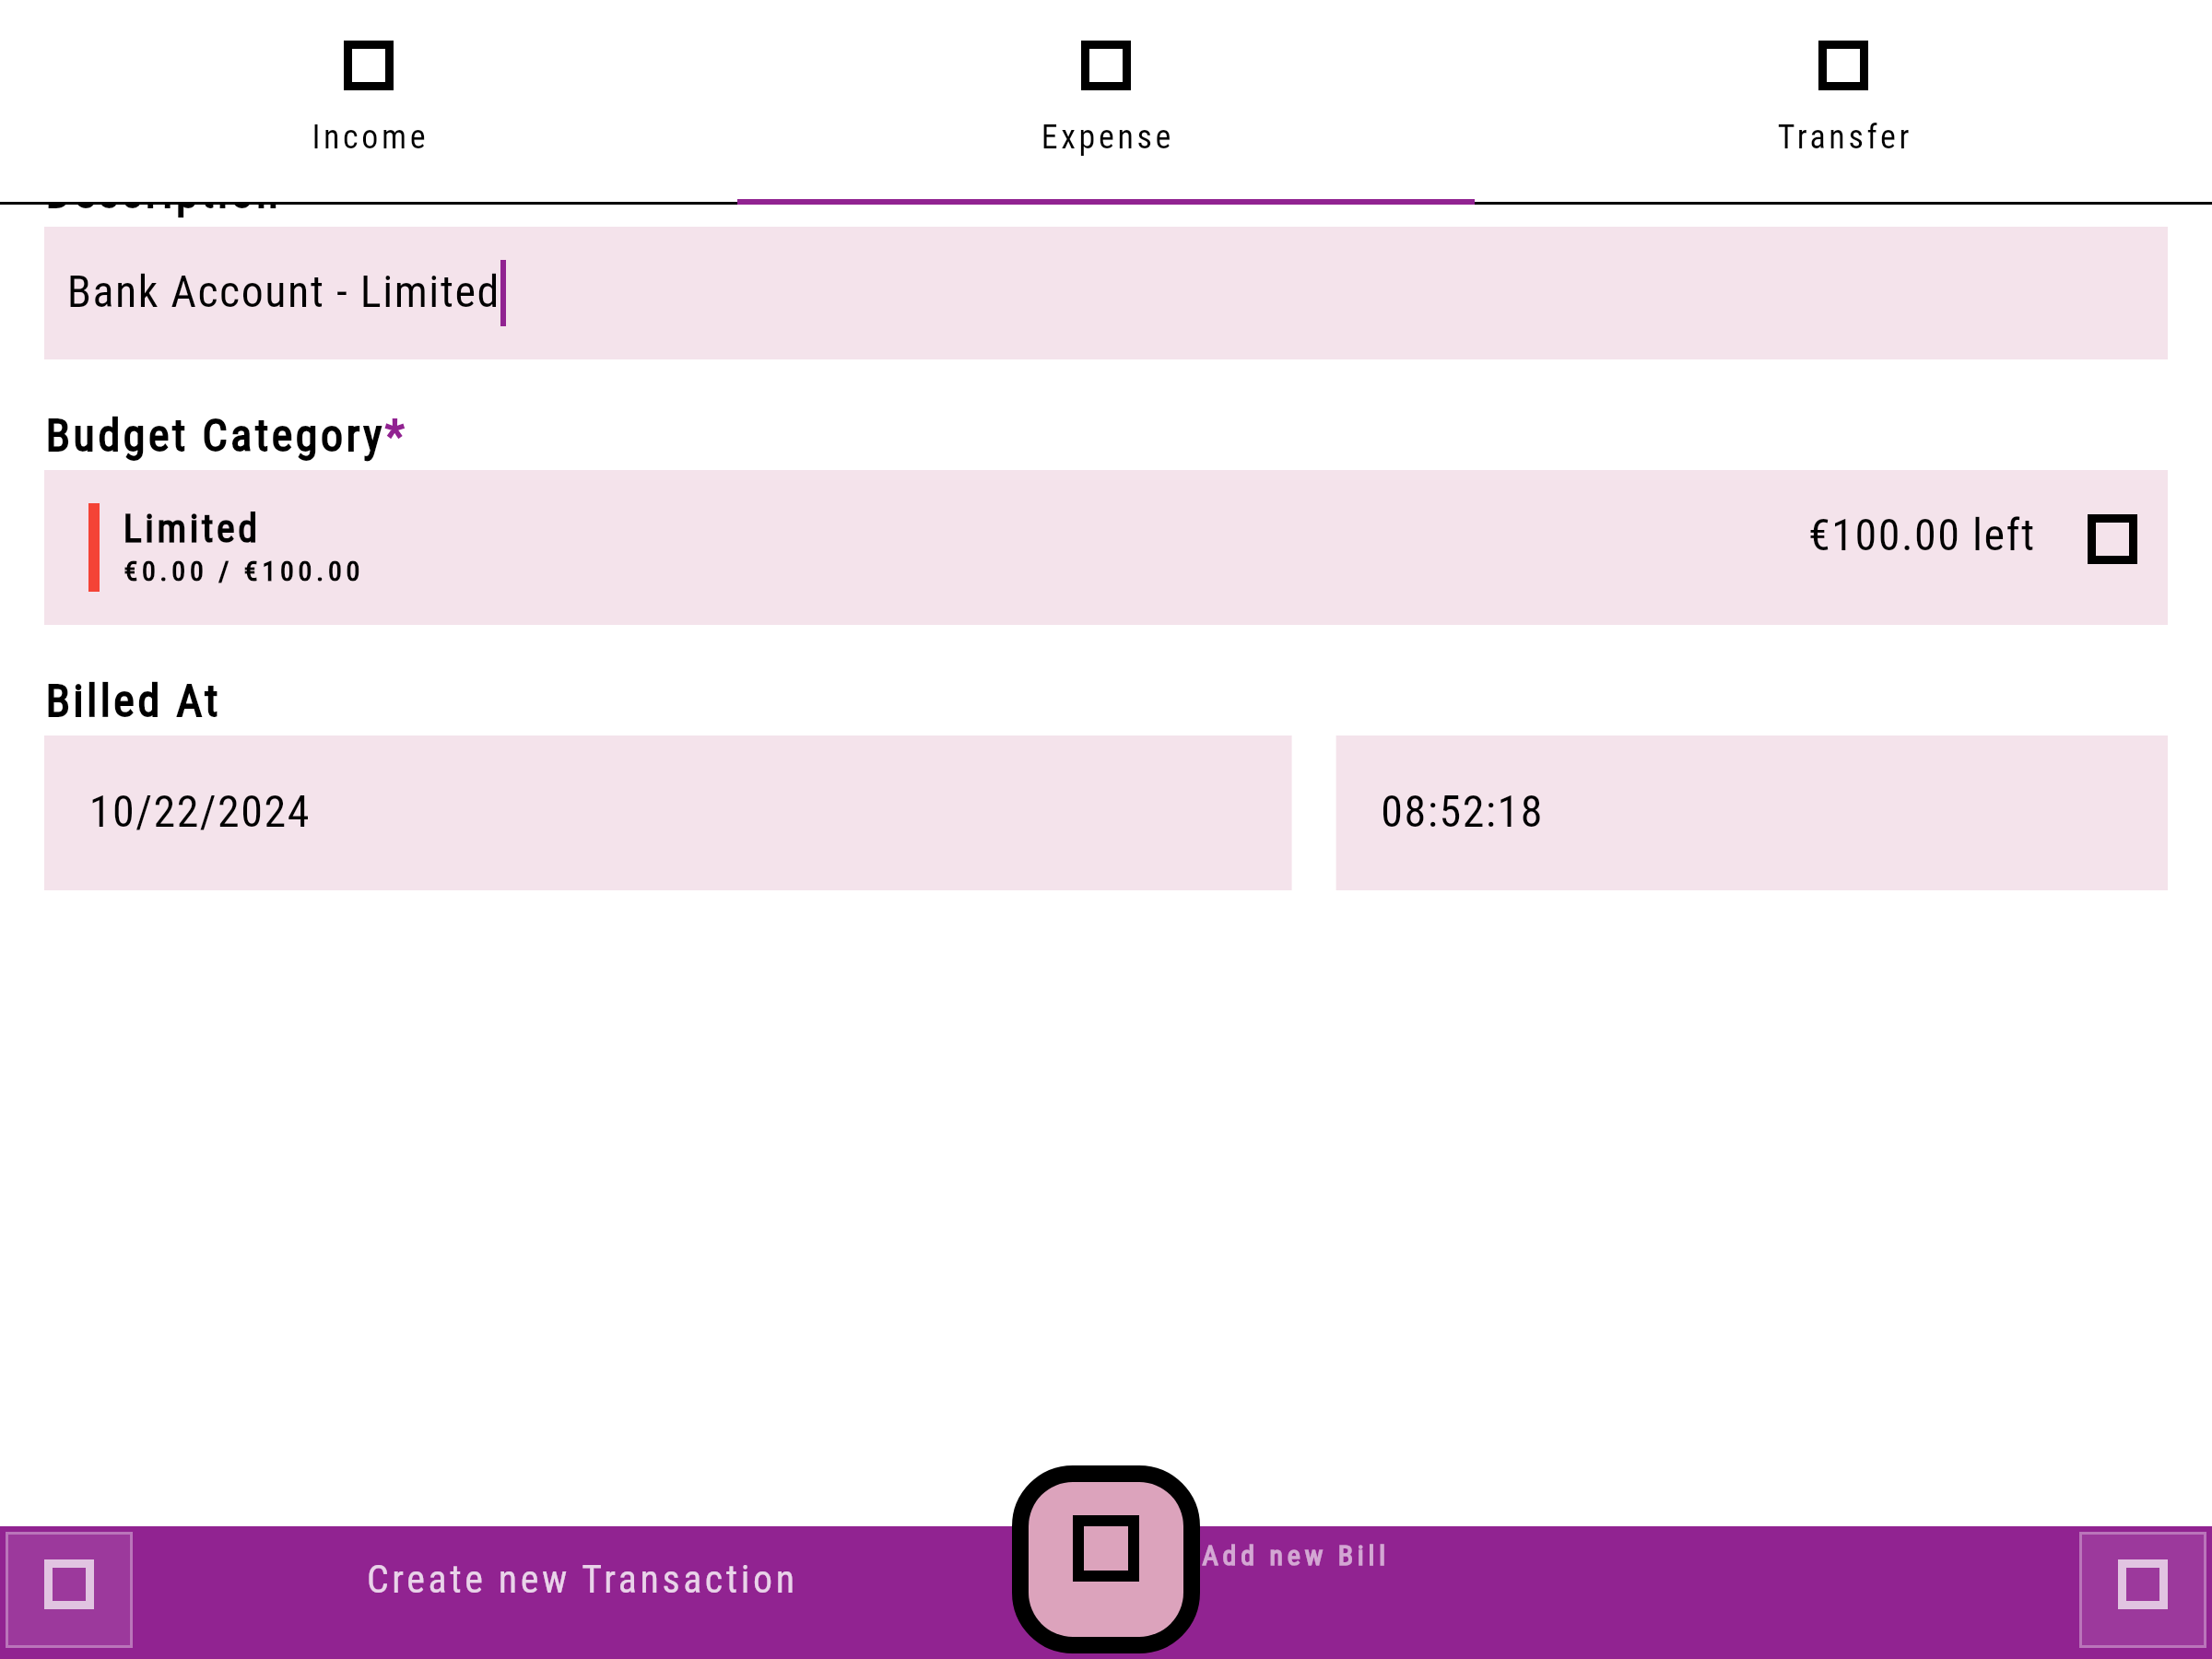 Income
Expense
Transfer
Description
Bank Account - Limited
Budget Category*
Limited
€0.00 / €100.00
€100.00 left
Billed At
10/22/2024
08:52:18
Create new Transaction
Add new Bill